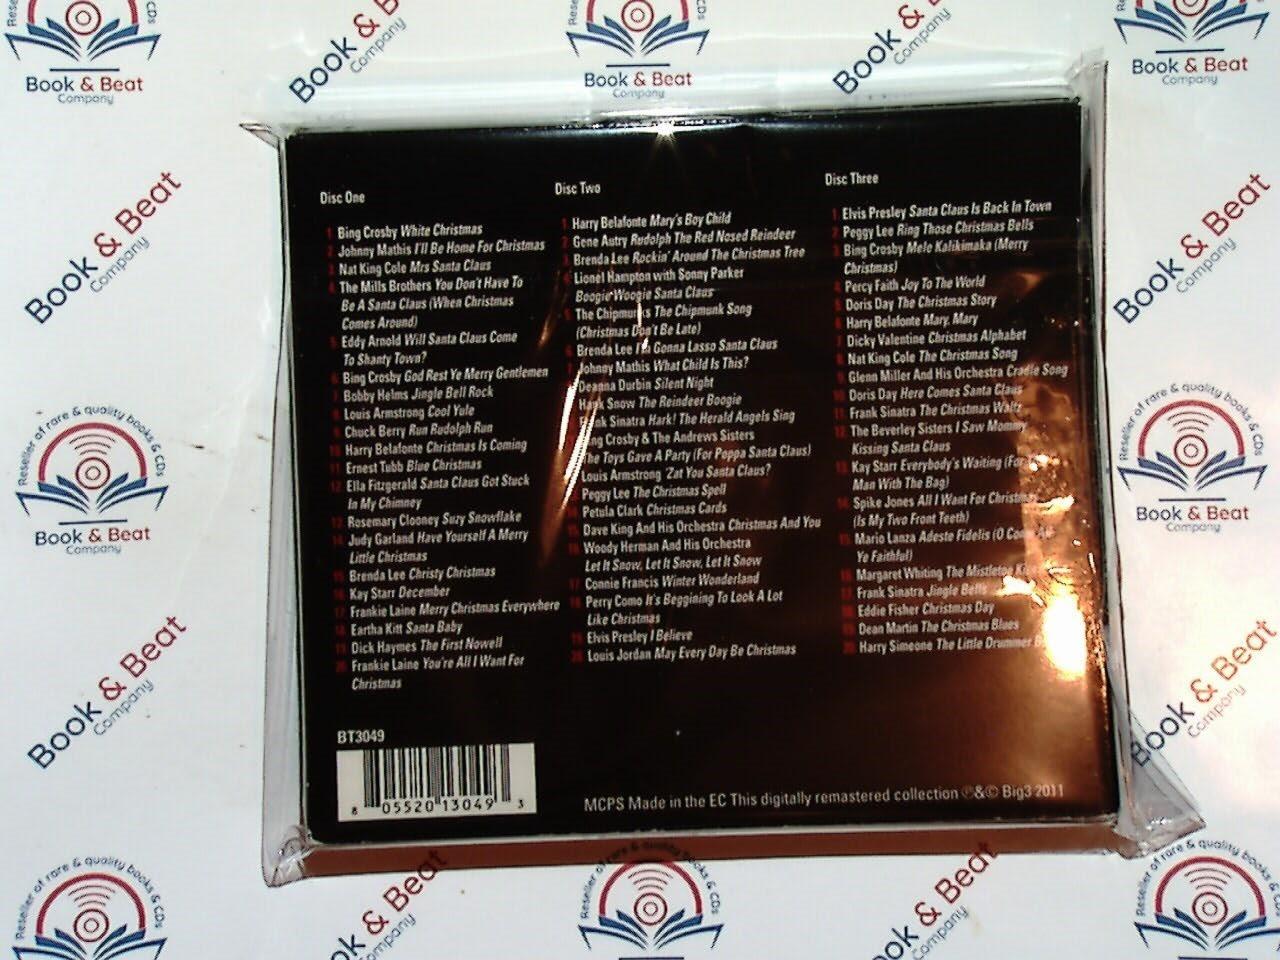 Disc One
1 Bing Crosby White Christmas
2 Johnny Mathis I'll Be Home For Christmas
3 Nat King Cole Mrs Santa Claus
4 The Mills Brothers You Don't Have To
Be A Santa Claus (When Christmas
Comes Around)
5 Eddy Arnold Will Santa Claus Come
To Shanty Town?
6 Bing Crosby God Rest Ye Merry Gentlemen
7 Bobby Helms Jingle Bell Rock
8 Louis Armstrong Cool Yule
9 Chuck Berry Run Rudolph Run
10 Harry Belafonte Christmas Is Coming
11 Ernest Tubb Blue Christmas
12 Ella Fitzgerald Santa Claus Got Stuck
In My Chimney
13 Rosemary Clooney Suzy Snowflake
14 Judy Garland Have Yourself A Merry
Little Christmas
15 Brenda Lee Christy Christmas
16 Kay Starr December
17 Frankie Laine Merry Christmas Everywhere
18 Eartha Kitt Santa Baby
19 Dick Haymes The First Nowell
20 Frankie Laine You're All I Want For
Christmas
Disc Two
1 Harry Belafonte Mary's Boy Child
2 Gene Autry Rudolph The Red Nosed Reindeer
3 Brenda Lee Rockin' Around The Christmas Tree
4 Lionel Hampton with Sonny Parker
Boogie Woogie Santa Claus
5 The Chipmunks The Chipmunk Song
(Christmas Don't Be Late)
6 Brenda Lee I'm Gonna Lasso Santa Claus
Johnny Mathis What Child Is This?
Deanna Durbin Silent Night
Hank Snow The Reindeer Boogie
Sinatra Hark! The Herald Angels Sing
Crosby & The Andrews Sisters
The Toys Gave A Party (For Poppa Santa Claus)
Louis Armstrong 'Zat You Santa Claus?
Peggy Lee The Christmas Spell
Petula Clark Christmas Cards
15 Dave King And His Orchestra Christmas And You
16 Woody Herman And His Orchestra
Let It Snow, Let It Snow, Let It Snow
17 Connie Francis Winter Wonderland
18 Perry Como It's Beggining To Look A Lot
Like Christmas
19 Elvis Presley I Believe
20 Louis Jordan May Every Day Be Christmas
Disc Three
1 Elvis Presley Santa Claus Is Back In Town
2 Peggy Lee Ring Those Christmas Bells
3 Bing Crosby Mele Kalikimaka (Merry
Christmas)
4 Percy Faith Joy To The World
5 Doris Day The Christmas Story
6 Harry Belafonte Mary, Mary
7 Dicky Valentine Christmas Alphabet
8 Nat King Cole The Christmas Song
9 Glenn Miller And His Orchestra Cradle Song
10 Doris Day Here Comes Santa Claus
11 Frank Sinatra The Christmas Waltz
12 The Beverley Sisters I Saw Mommy
Kissing Santa Claus
13 Kay Starr Everybody's Waiting (For
Man With The Bag)
14 Spike Jones All I Want For Christmas
(Is My Two Front Teeth)
15 Mario Lanza Adeste Fidelis (O Come
Ye Faithful)
16 Margaret Whiting The Mistletoe
17 Frank Sinatra Jingle Bells
18 Eddie Fisher Christmas Day
19 Dean Martin The Christmas Blues
20 Harry Simeone The Little Drummer
BT3049
8 05520 13049 3
MCPS Made in the EC This digitally remastered collection ℗&© Big3 2011
Book & Beat
Company
Reseller of rare & quality books & CDs
Book & Beat
Company